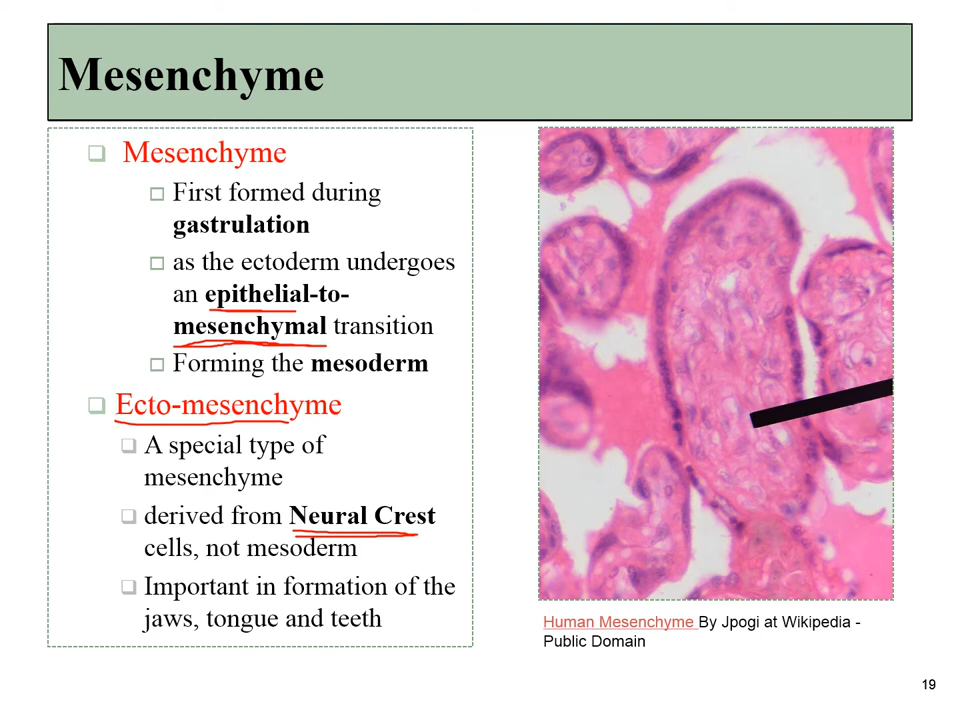 Mesenchyme
Mesenchyme
First formed during
gastrulation
as the ectoderm undergoes
an epithelial-to-
mesenchymal transition
Forming the mesoderm
Ecto-mesenchyme
A special type of
mesenchyme
derived from Neural Crest
cells, not mesoderm
Important in formation of the
jaws, tongue and teeth
Human Mesenchyme By Jpogi at Wikipedia -
Public Domain
19